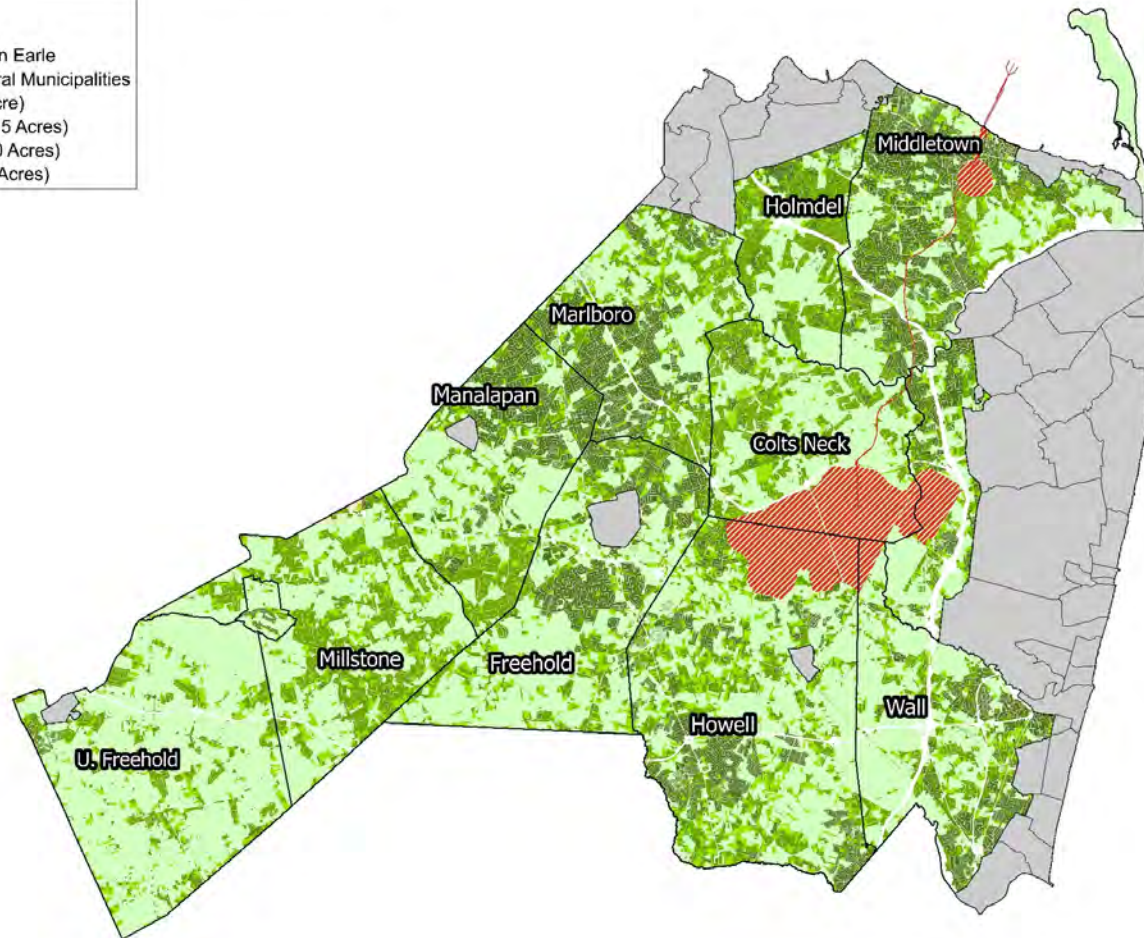 n Earle
ral Municipalities
cre)
5 Acres)
0 Acres)
Acres)
Middletown
Holmdel
Marlboro
Manalapan
Colts Neck
Millstone
Freehold
Wall
Howell
U. Freehold